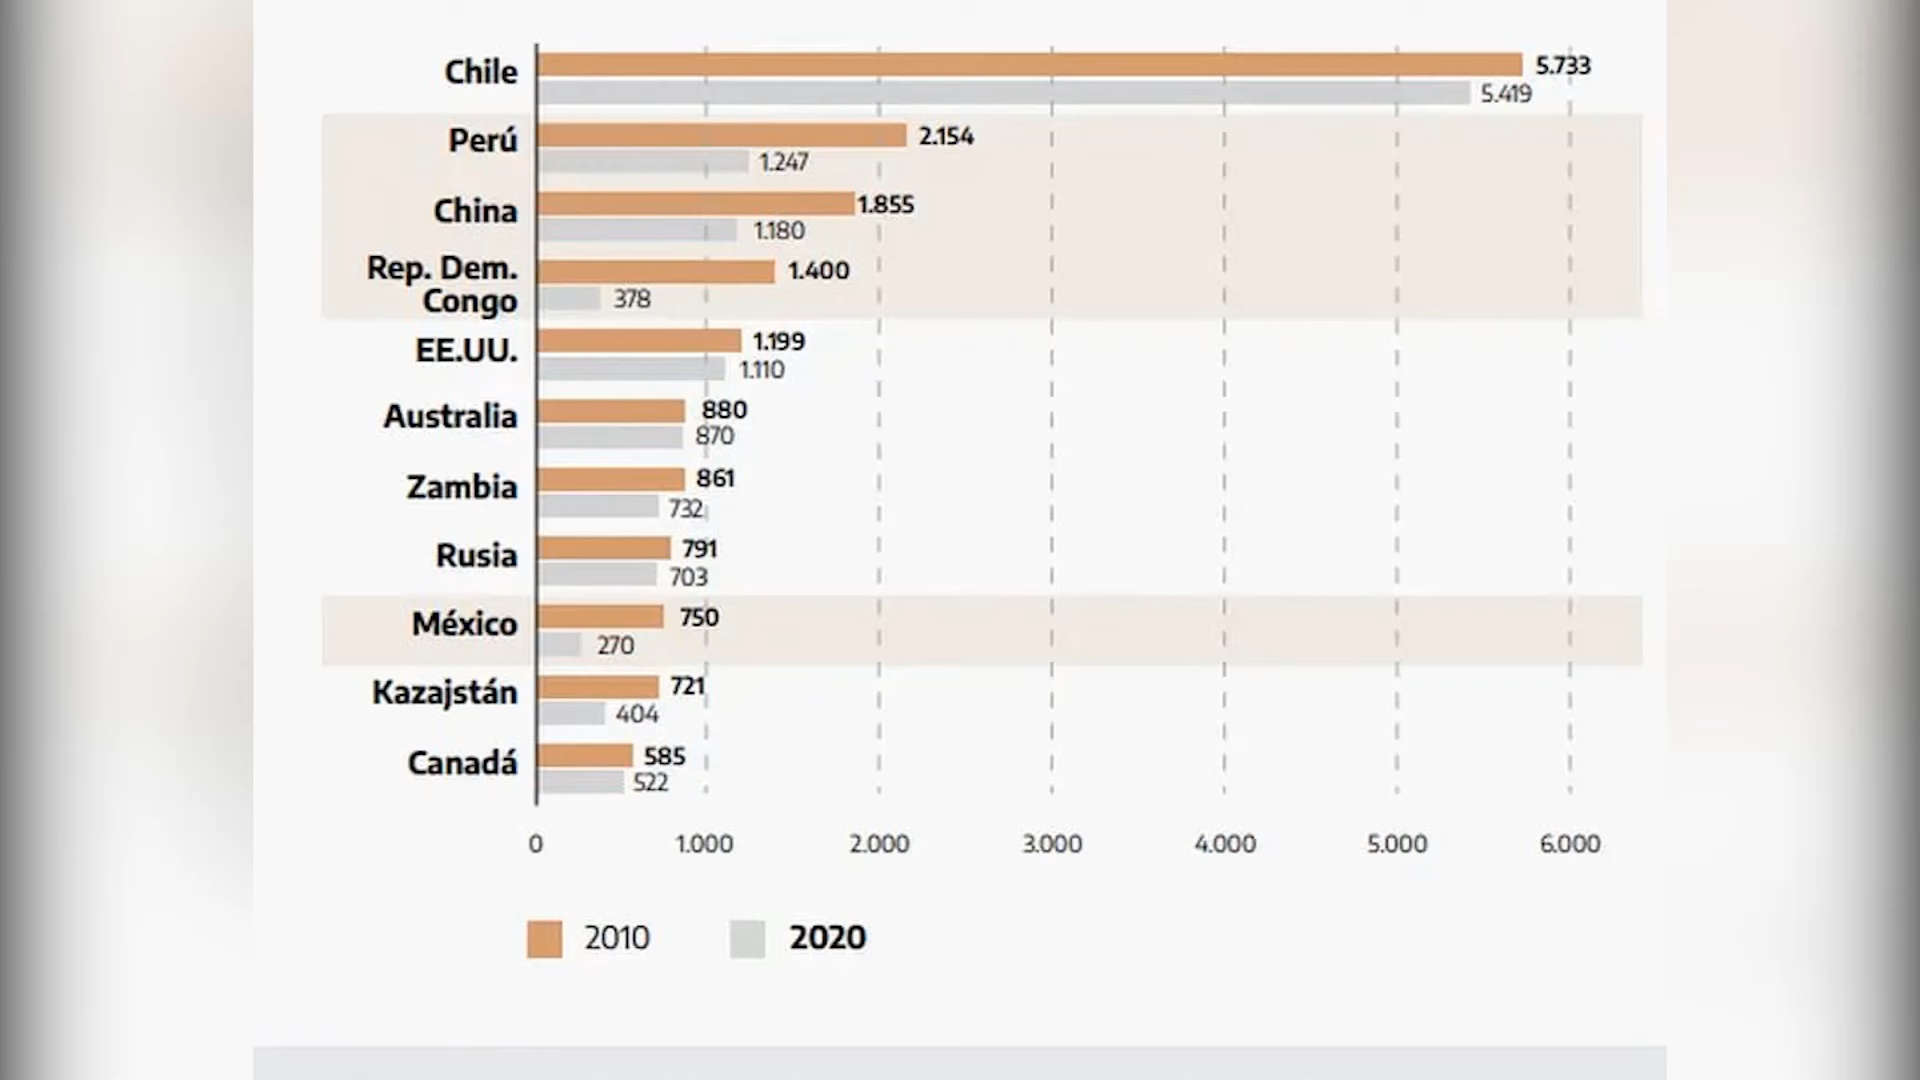 Chile
5.733
5.419
Perú
2.154
1.247
China
1.855
1.180
Rep. Dem.
Congo
1.400
378
EE.UU.
1.199
1.110
Australia
880
870
Zambia
861
732
Rusia
791
703
México
750
270
Kazajstán
721
404
Canadá
585
522
0 1.000 2.000 3.000 4.000 5.000 6.000
2010 2020